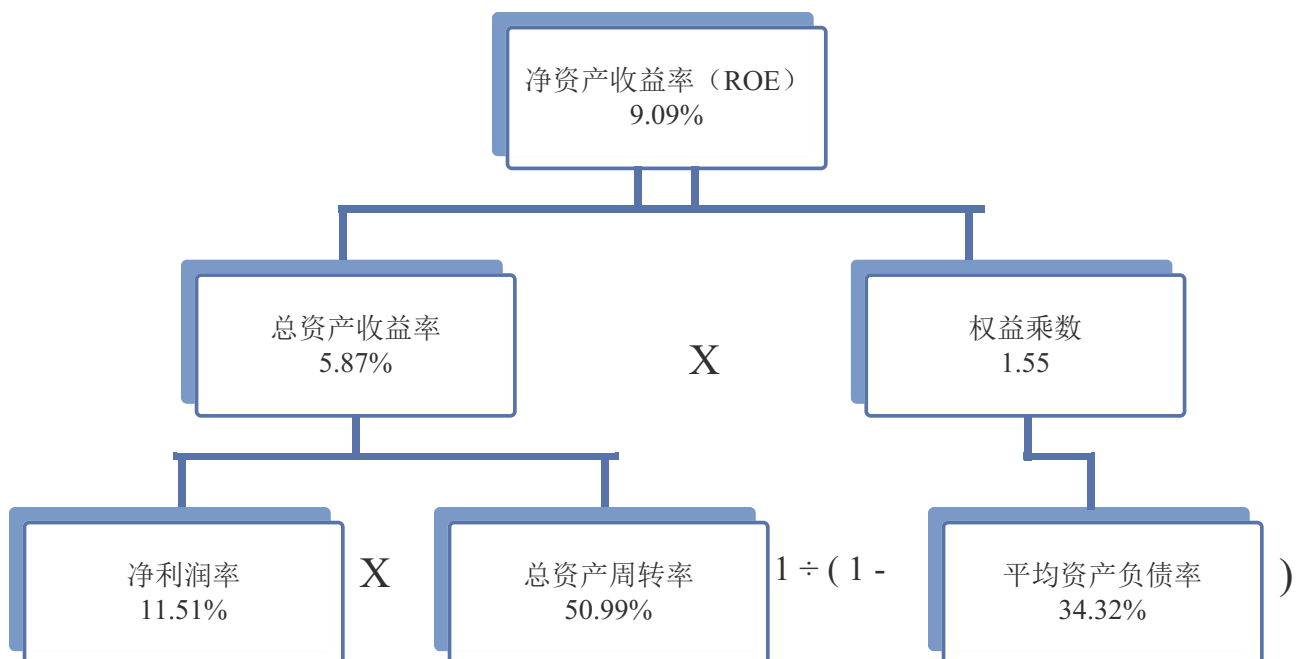 净资产收益率（ROE）
9.09%
总资产收益率
5.87%
X
权益乘数
1.55
净利润率
11.51%
X
总资产周转率
50.99%
1 ÷ ( 1 -
平均资产负债率
34.32%
)